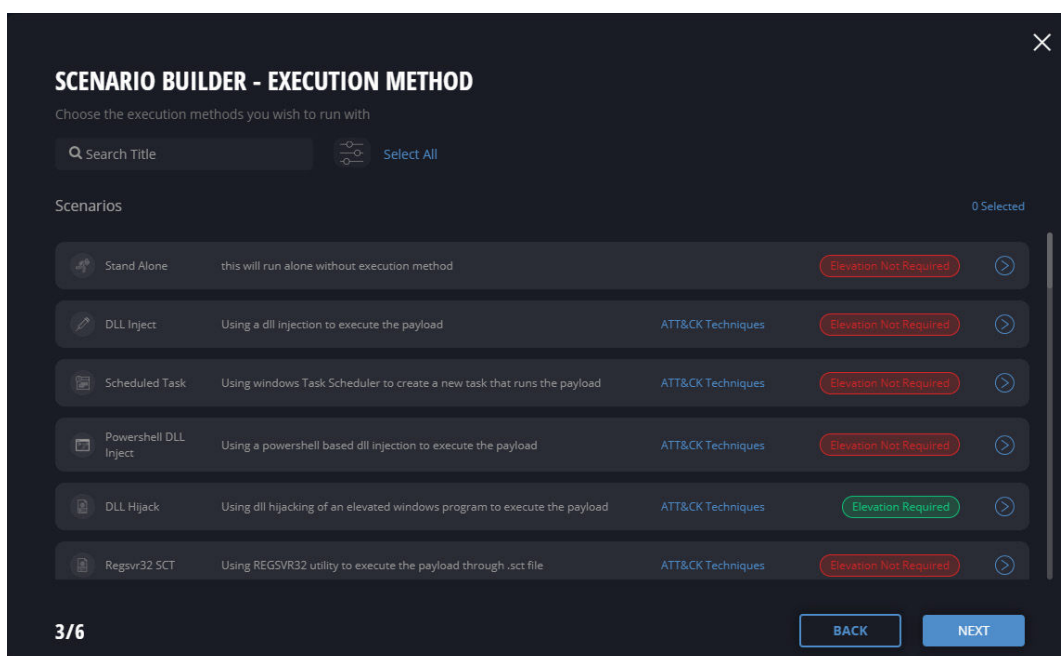 SCENARIO BUILDER - EXECUTION METHOD
Choose the execution methods you wish to run with
Search Title
Select All
Scenarios
0 Selected
Stand Alone
this will run alone without execution method
Elevation Not Required
DLL Inject
Using a dll injection to execute the payload
ATT&CK Techniques
Elevation Not Required
Scheduled Task
Using windows Task Scheduler to create a new task that runs the payload
ATT&CK Techniques
Elevation Not Required
Powershell DLL
Inject
Using a powershell based dll injection to execute the payload
ATT&CK Techniques
Elevation Not Required
DLL Hijack
Using dll hijacking of an elevated windows program to execute the payload
ATT&CK Techniques
Elevation Required
Regsvr32 SCT
Using REGSVR32 utility to execute the payload through .sct file
ATT&CK Techniques
Elevation Not Required
3/6
BACK
NEXT